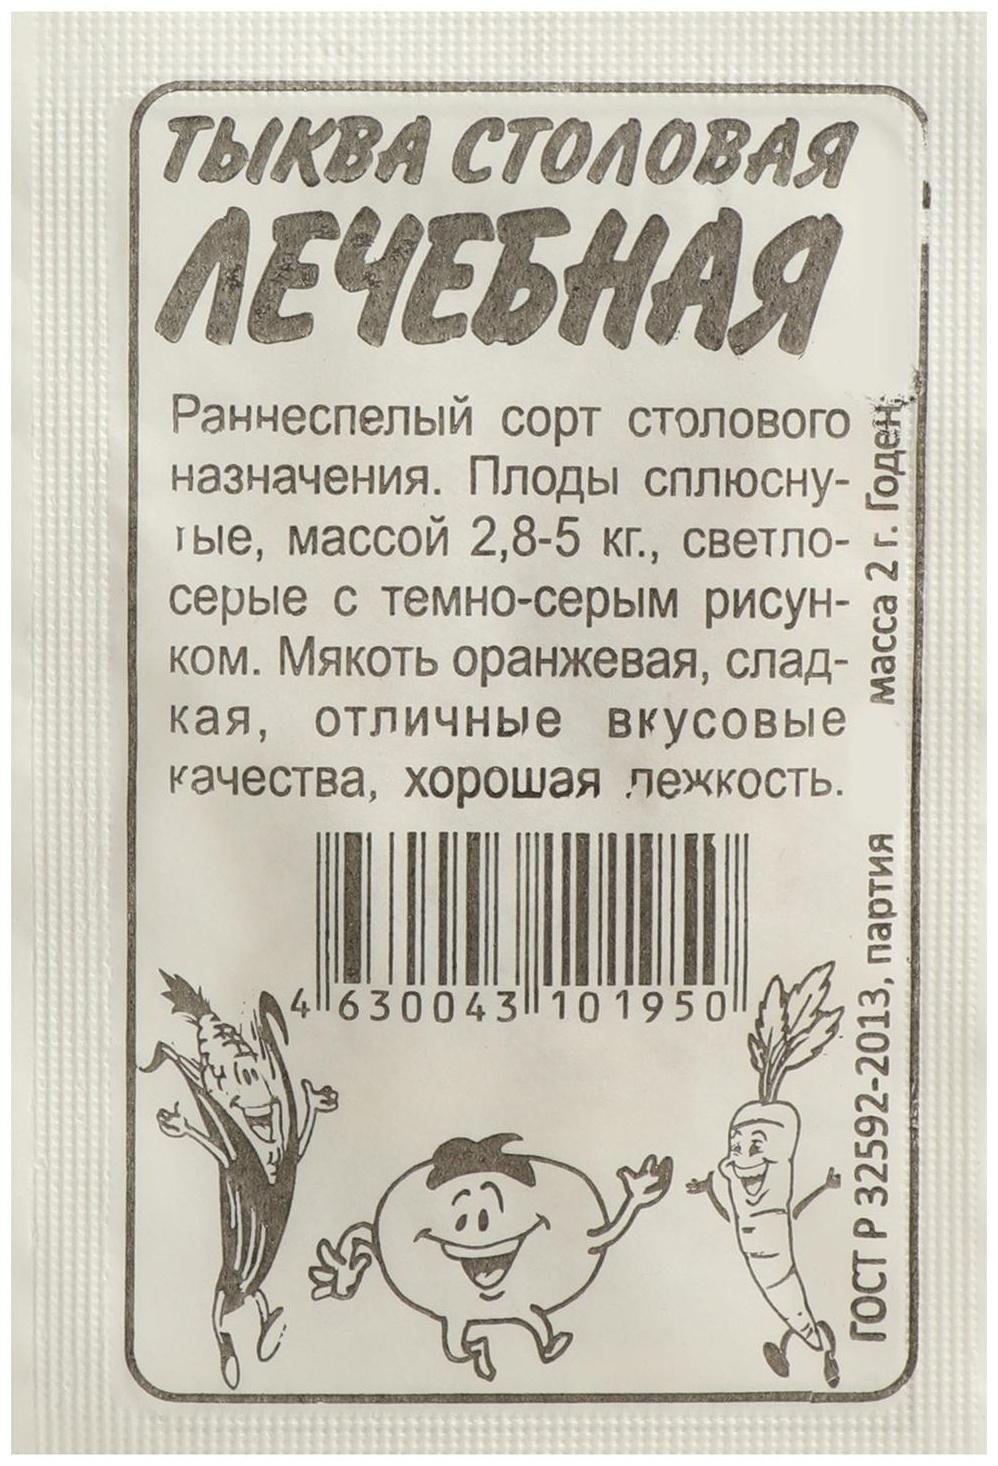 ТЫКВА СТОЛОВАЯ
ЛЕЧЕБНАЯ
Раннеспелый сорт столового
назначения. Плоды сплюсну-
тые, массой 2,8-5 кг., светло-
серые с темно-серым рисун-
ком. Мякоть оранжевая, слад-
кая, отличные вкусовые
качества, хорошая лежкость.
4 630043 101950
ГОСТ Р 32592-2013, партия
масса 2 г. Годен